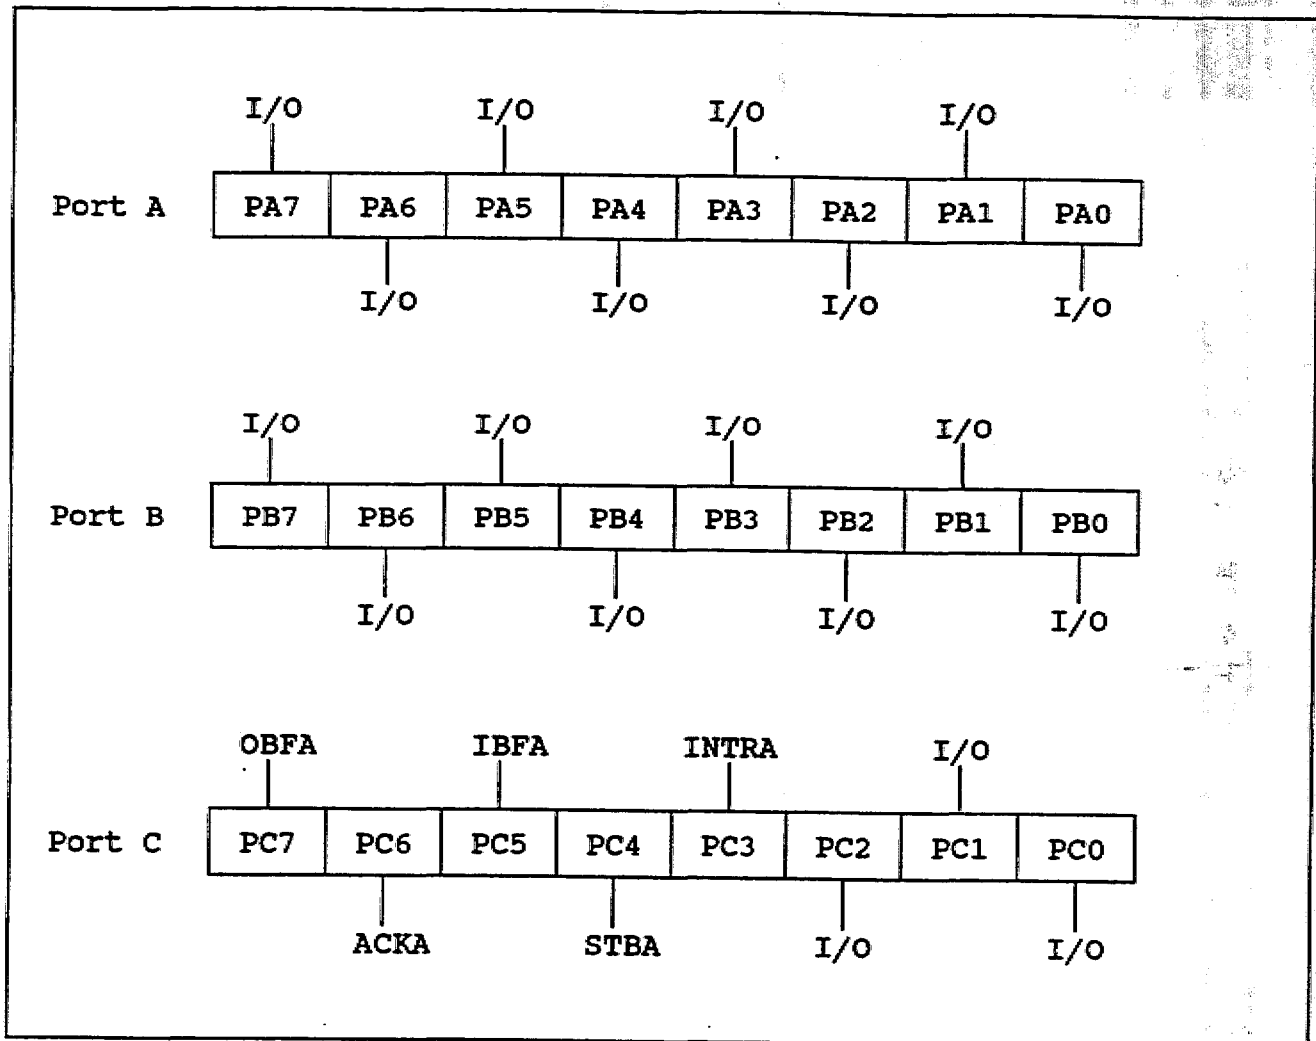 I/O I/O I/O I/O
Port A PA7 PA6 PA5 PA4 PA3 PA2 PA1 PA0
I/O I/O I/O I/O
I/O I/O I/O I/O
Port B PB7 PB6 PB5 PB4 PB3 PB2 PB1 PB0
I/O I/O I/O I/O
OBFA IBFA INTRA I/O
Port C PC7 PC6 PC5 PC4 PC3 PC2 PC1 PC0
ACKA STBA I/O I/O